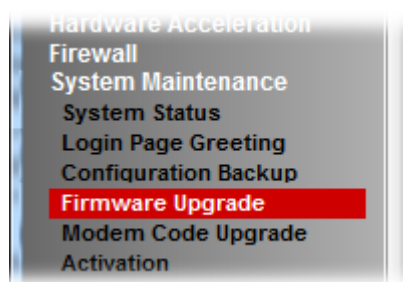 Hardware Acceleration
Firewall
System Maintenance
System Status
Login Page Greeting
Configuration Backup
Firmware Upgrade
Modem Code Upgrade
Activation